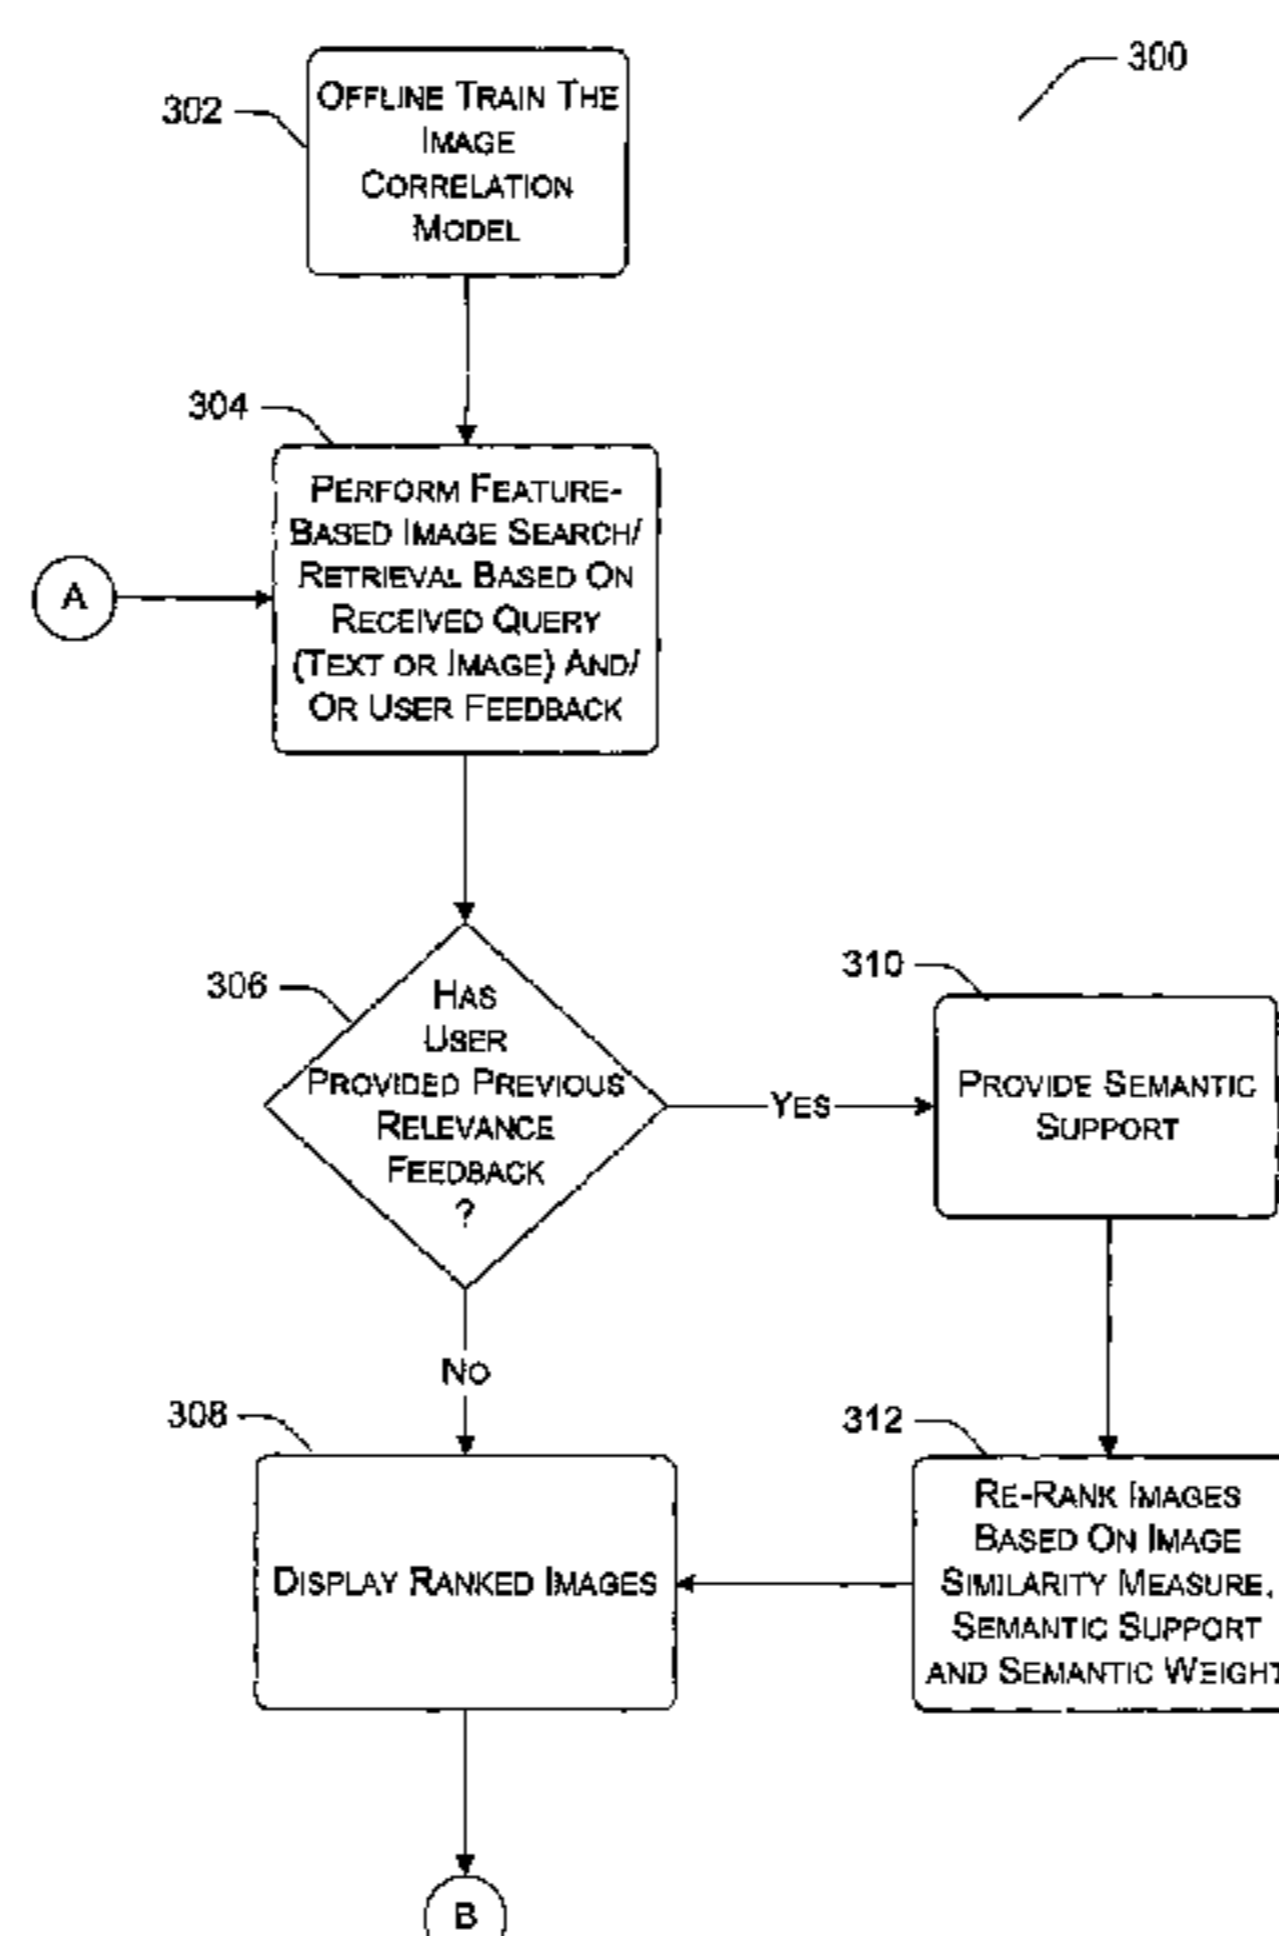 300
302
OFFLINE TRAIN THE
IMAGE
CORRELATION
MODEL
304
PERFORM FEATURE-
BASED IMAGE SEARCH/
RETRIEVAL BASED ON
RECEIVED QUERY
(TEXT OR IMAGE) AND/
OR USER FEEDBACK
A
306
HAS
USER
PROVIDED PREVIOUS
RELEVANCE
FEEDBACK
?
YES
310
PROVIDE SEMANTIC
SUPPORT
NO
308
DISPLAY RANKED IMAGES
312
RE-RANK IMAGES
BASED ON IMAGE
SIMILARITY MEASURE,
SEMANTIC SUPPORT
AND SEMANTIC WEIGHT
B